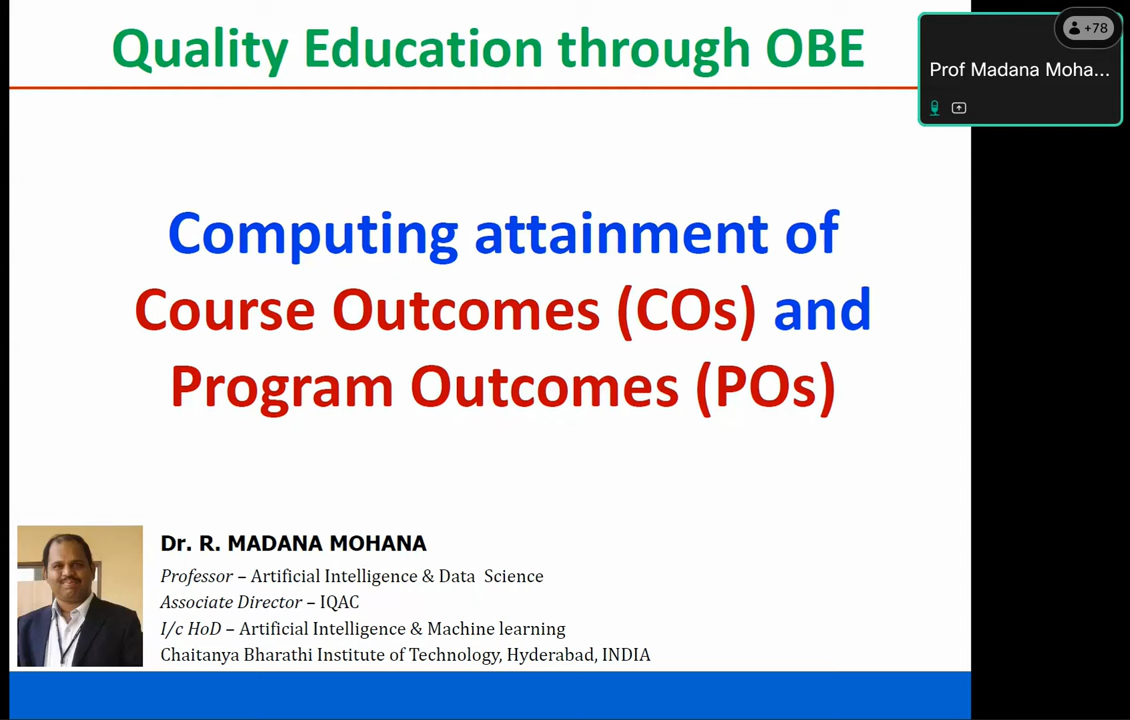 Quality Education through OBE
+78
Prof Madana Moha...
Computing attainment of
Course Outcomes (COs) and
Program Outcomes (POs)
Dr. R. MADANA MOHANA
Professor – Artificial Intelligence & Data Science
Associate Director – IQAC
I/c HoD – Artificial Intelligence & Machine learning
Chaitanya Bharathi Institute of Technology, Hyderabad, INDIA